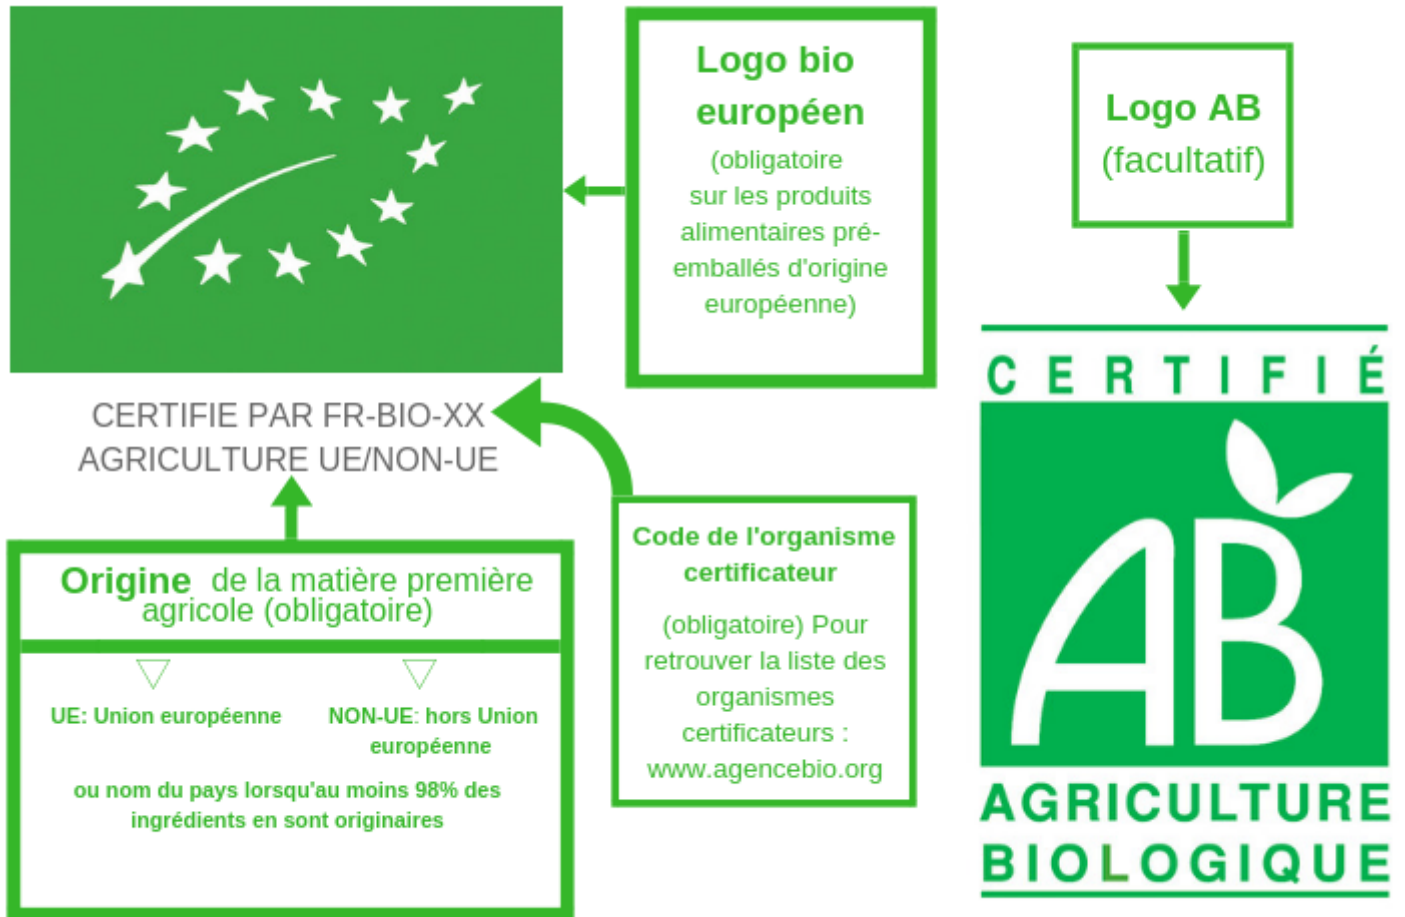 Logo bio
européen
(obligatoire
sur les produits
alimentaires pré-
emballés d'origine
européenne)
Logo AB
(facultatif)
CERTIFIE PAR FR-BIO-XX
AGRICULTURE UE/NON-UE
Origine de la matière première
agricole (obligatoire)
UE: Union européenne
NON-UE: hors Union
européenne
ou nom du pays lorsqu'au moins 98% des
ingrédients en sont originaires
Code de l'organisme
certificateur
(obligatoire) Pour
retrouver la liste des
organismes
certificateurs :
www.agencebio.org
CERTIFIÉ
AB
AGRICULTURE
BIOLOGIQUE